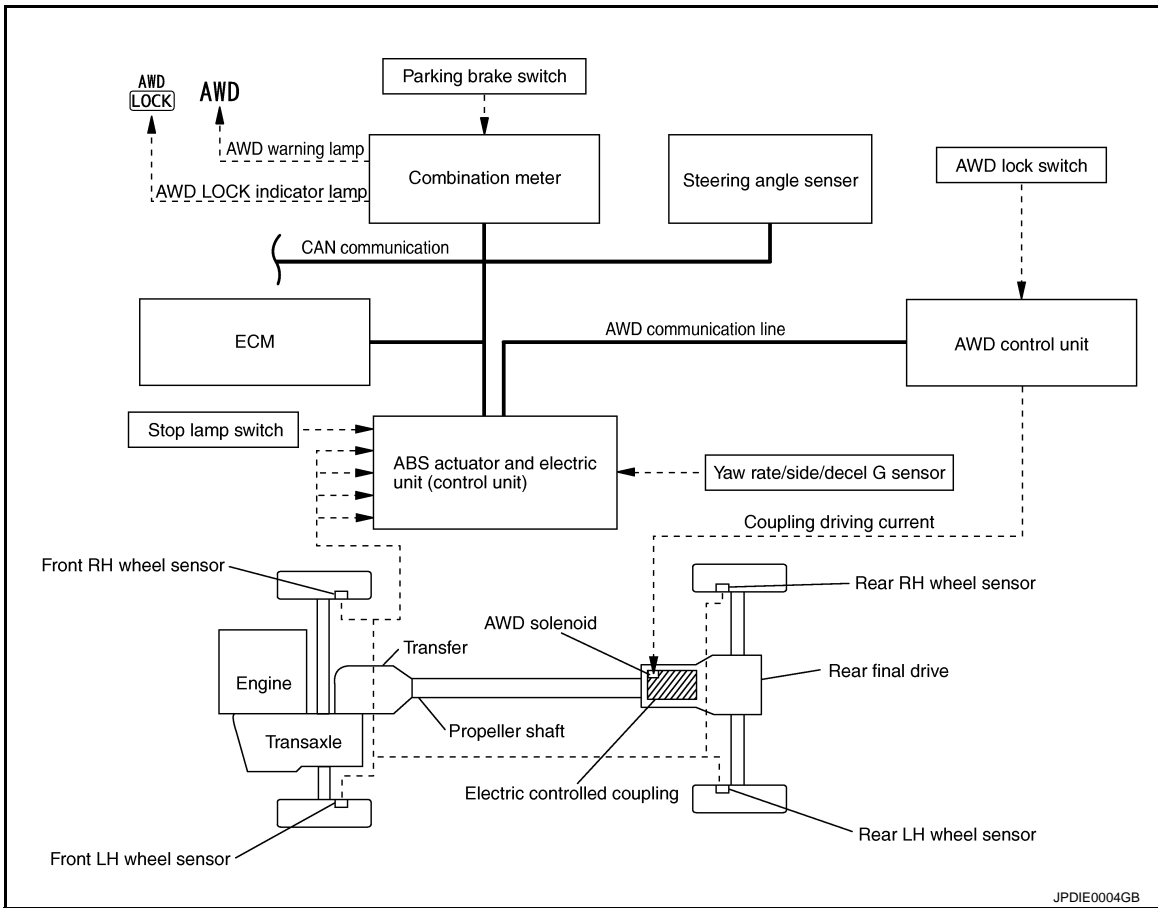 Parking brake switch
AWD
LOCK
AWD
AWD warning lamp
AWD LOCK indicator lamp
Combination meter
Steering angle senser
AWD lock switch
CAN communication
ECM
AWD communication line
AWD control unit
Stop lamp switch
ABS actuator and electric
unit (control unit)
Yaw rate/side/decel G sensor
Coupling driving current
Front RH wheel sensor
Rear RH wheel sensor
AWD solenoid
Transfer
Engine
Rear final drive
Propeller shaft
Transaxle
Electric controlled coupling
Front LH wheel sensor
Rear LH wheel sensor
JPDIE0004GB